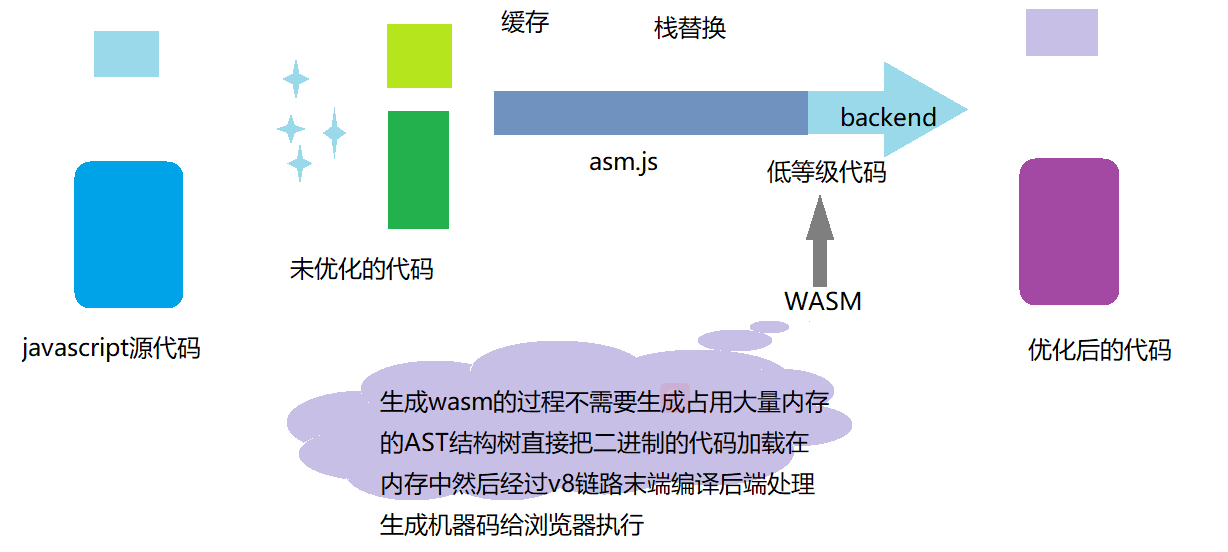 缓存
栈替换
backend
asm.js
低等级代码
未优化的代码
WASM
javascript源代码
优化后的代码
生成wasm的过程不需要生成占用大量内存
的AST结构树直接把二进制的代码加载在
内存中然后经过v8链路末端编译后端处理
生成机器码给浏览器执行